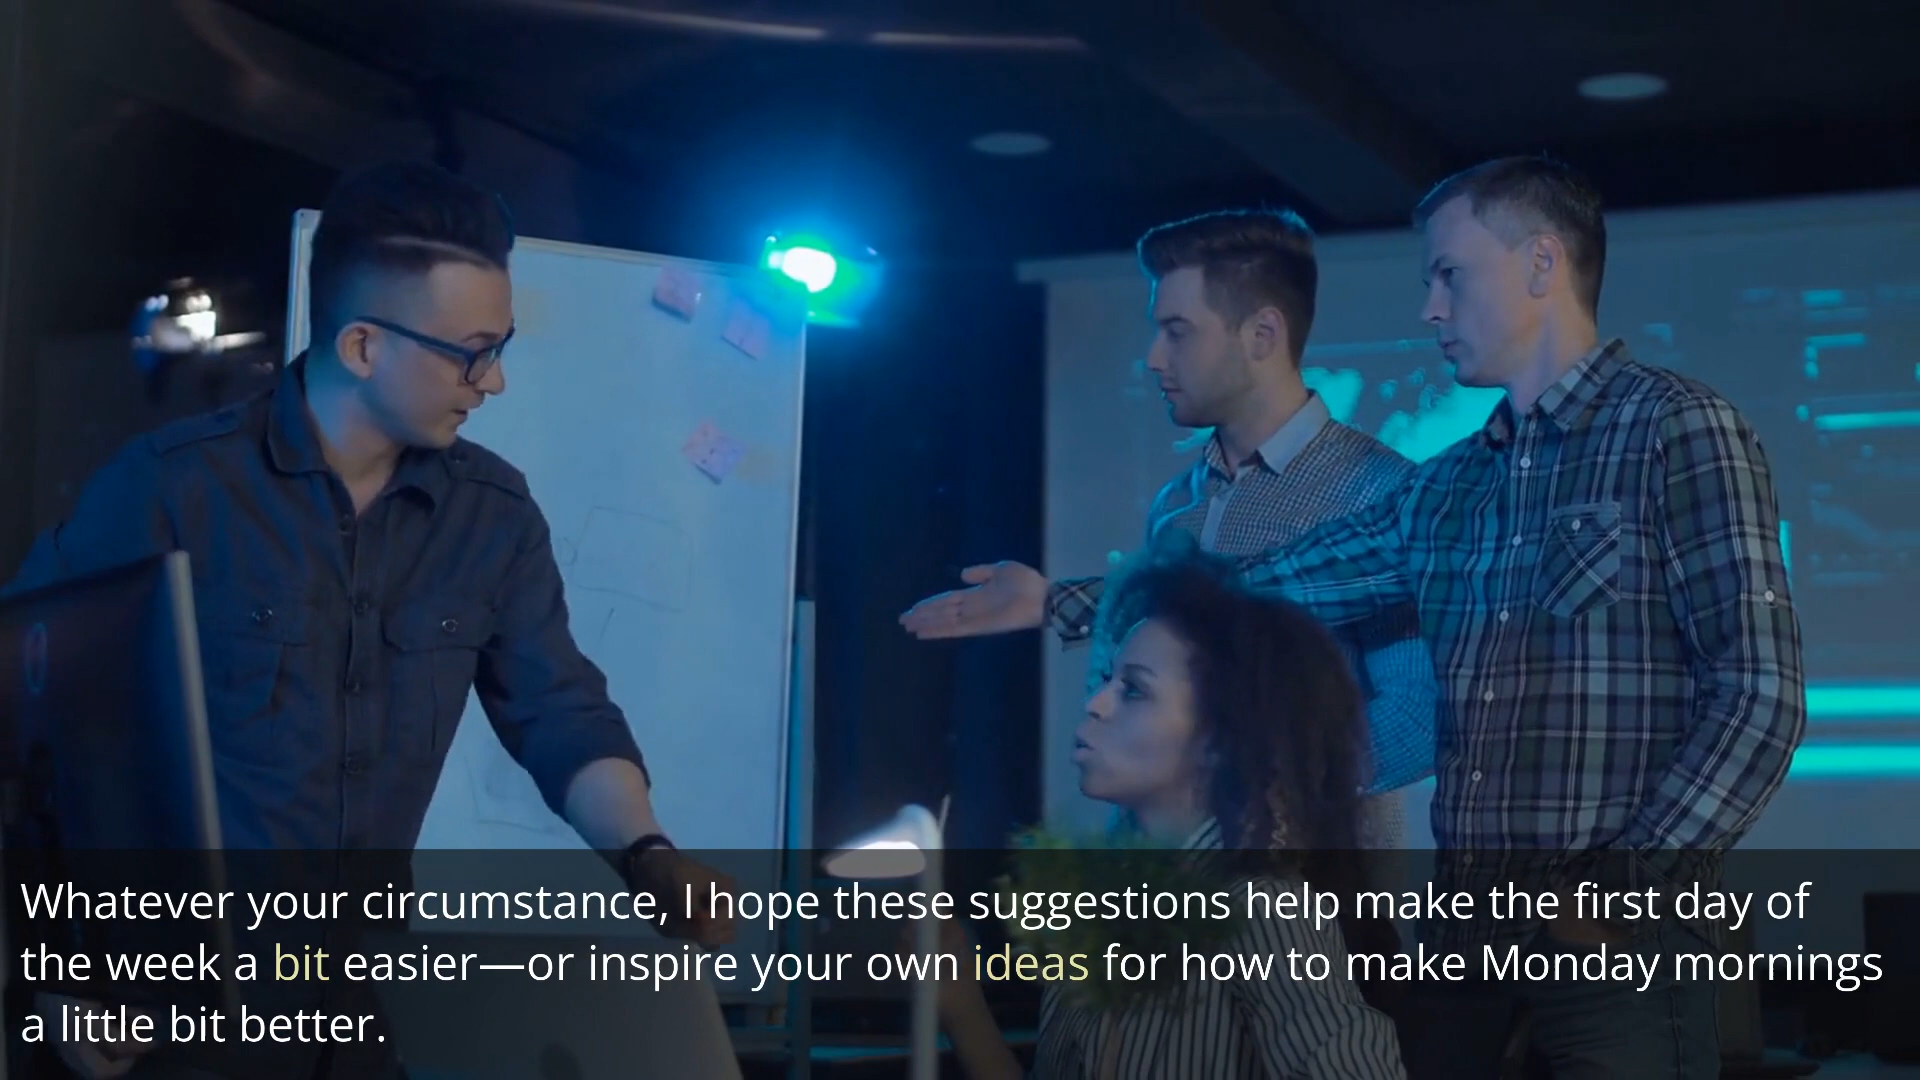 Whatever your circumstance, I hope these suggestions help make the first day of
the week a bit easier—or inspire your own ideas for how to make Monday mornings
a little bit better.